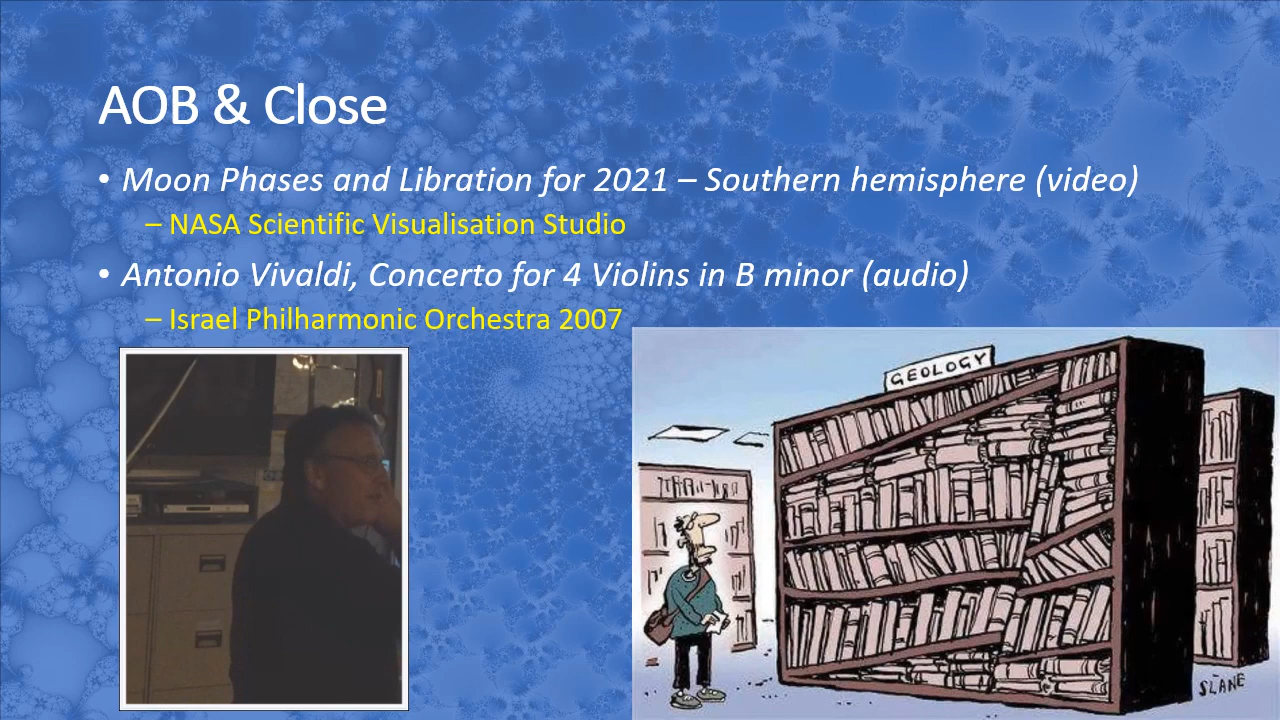 AOB & Close
• Moon Phases and Libration for 2021 – Southern hemisphere (video)
– NASA Scientific Visualisation Studio
• Antonio Vivaldi, Concerto for 4 Violins in B minor (audio)
– Israel Philharmonic Orchestra 2007
GEOLOGY
SLANE